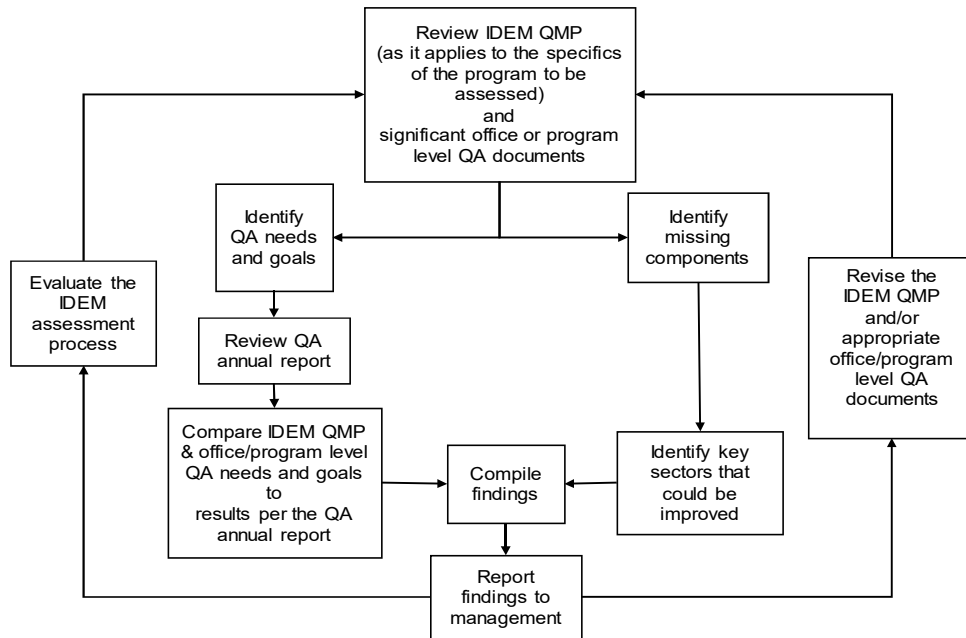 Review IDEM QMP
(as it applies to the specifics
of the program to be
assessed)
and
significant office or program
level QA documents
Identify
QA needs
and goals
Identify
missing
components
Evaluate the
IDEM
assessment
process
Revise the
IDEM QMP
and/or
appropriate
office/program
level QA
documents
Review QA
annual report
Compare IDEM QMP
& office/program level
QA needs and goals
to
results per the QA
annual report
Compile
findings
Identify key
sectors that
could be
improved
Report
findings to
management